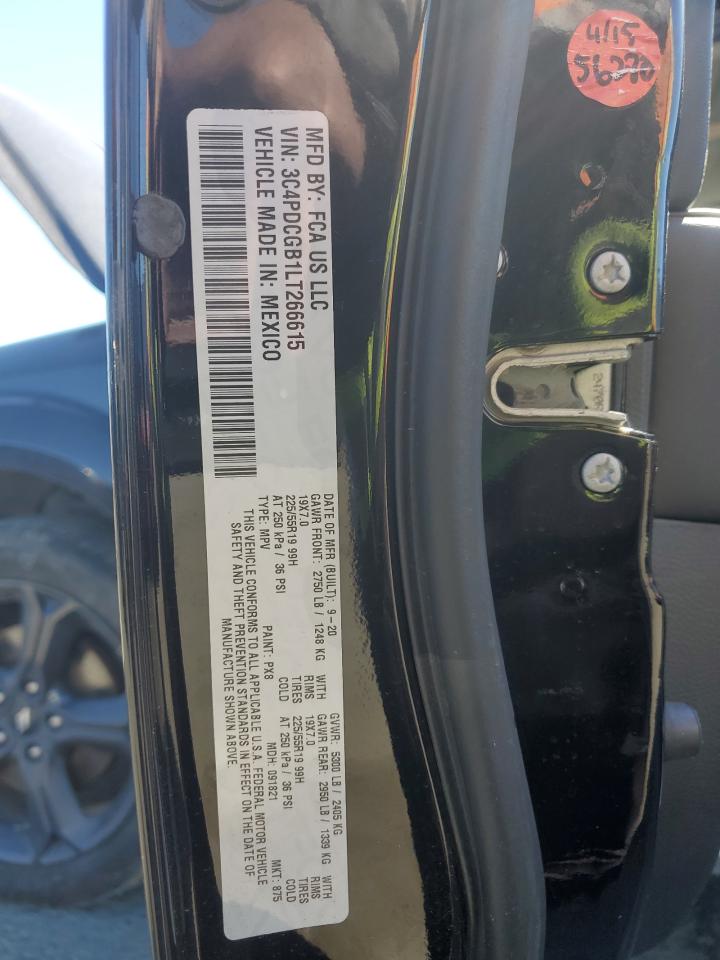 4/15
56270
MFD BY: FCA US LLC
VIN: 3C4PDCGB1LT266615
VEHICLE MADE IN: MEXICO
DATE OF MFR (BUILT): 9-20 GVWR: 5300 LB / 2405 KG
GAWR FRONT: 2750 LB / 1248 KG WITH GAWR REAR: 2950 LB / 1339 KG WITH
19X7.0 RIMS 19X7.0 RIMS
225/55R19 99H TIRES 225/55R19 99H TIRES
AT 250 kPa / 36 PSI COLD AT 250 kPa / 36 PSI COLD
TYPE: MPV PAINT: PX8 MDH: 091821 MKT: 875
THIS VEHICLE CONFORMS TO ALL APPLICABLE U.S.A. FEDERAL MOTOR VEHICLE
SAFETY AND THEFT PREVENTION STANDARDS IN EFFECT ON THE DATE OF
MANUFACTURE SHOWN ABOVE.